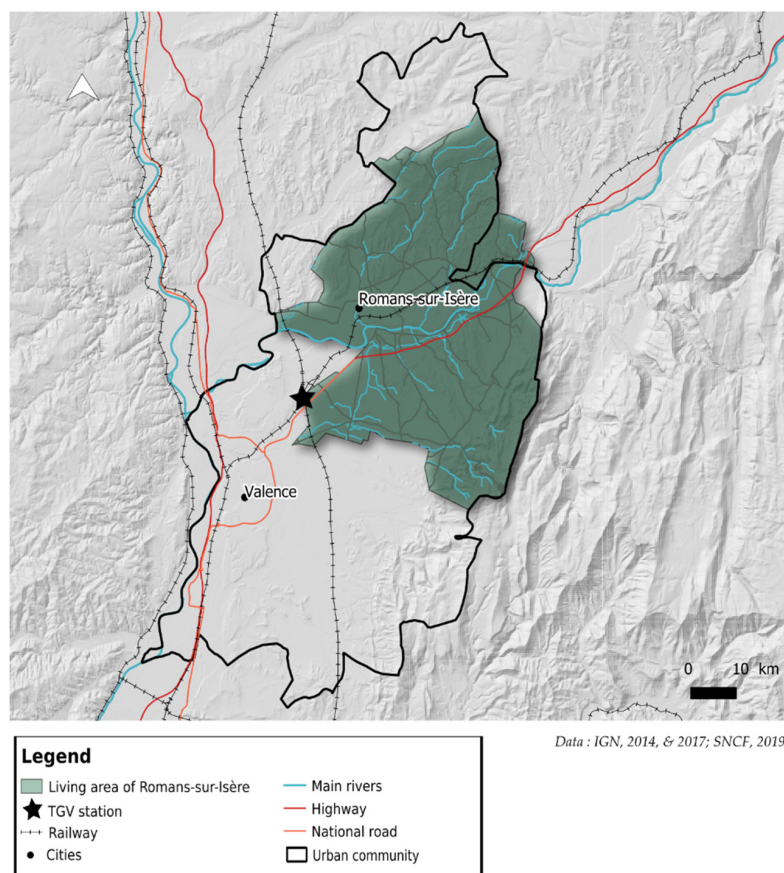 Romans-sur-Isère
Valence
0 10 km
Data : IGN, 2014, & 2017; SNCF, 2019
Legend
Living area of Romans-sur-Isère
TGV station
Railway
Cities
Main rivers
Highway
National road
Urban community